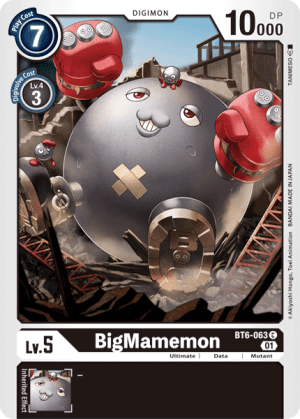 Play Cost
7
DIGIMON
DP
10000
Digivolve Cost
Lv.4
3
TANIMESO
©Akiyoshi Hongo, Toei Animation BANDAI MADE IN JAPAN
Lv.5
BigMamemon
BT6-063 C
01
Ultimate | Data | Mutant
Inherited Effect
-